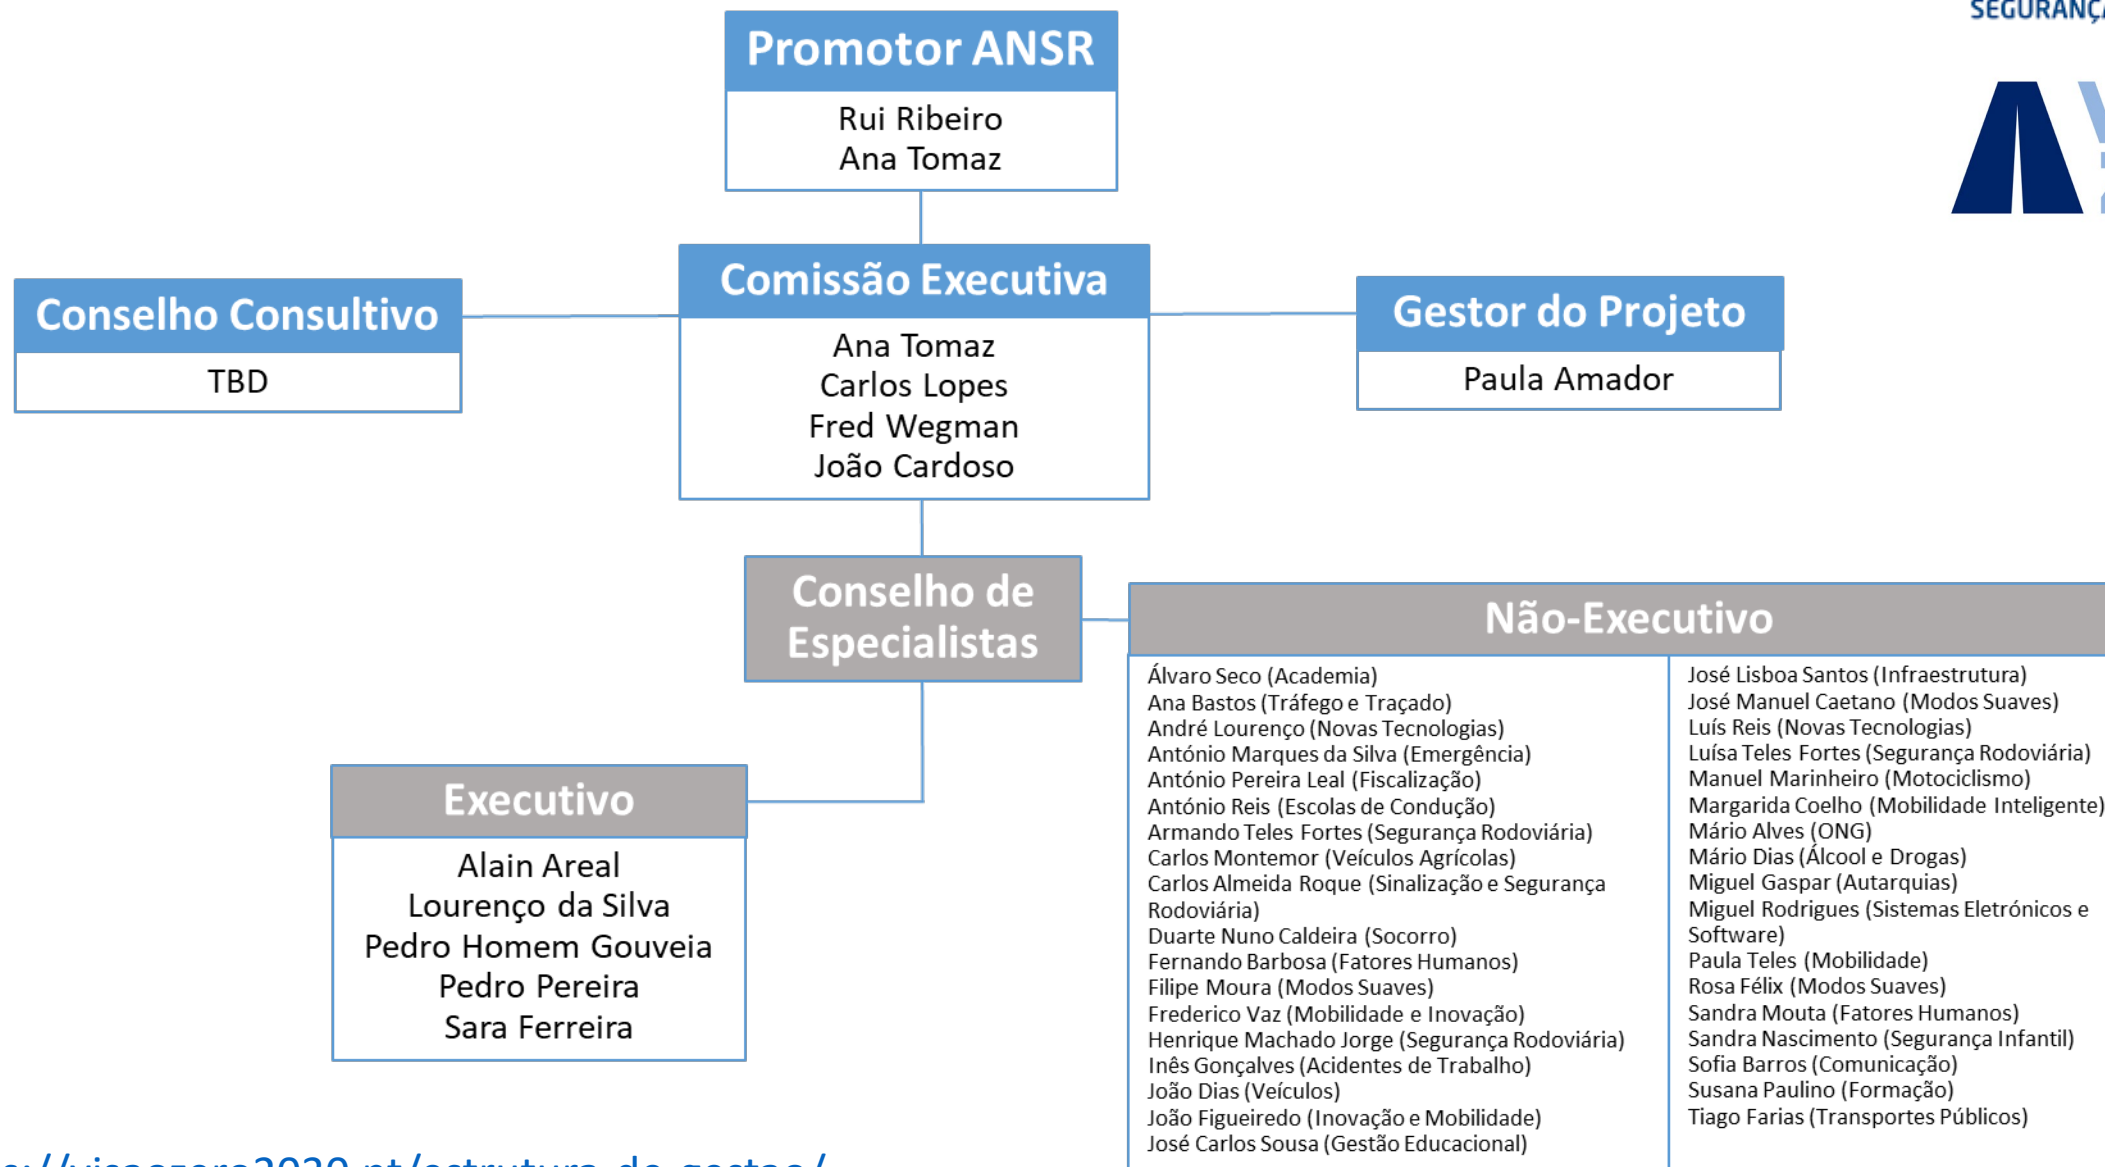 SEGURANÇA
Promotor ANSR
Rui Ribeiro
Ana Tomaz
Comissão Executiva
Ana Tomaz
Carlos Lopes
Fred Wegman
João Cardoso
Conselho Consultivo
TBD
Gestor do Projeto
Paula Amador
Conselho de
Especialistas
Executivo
Alain Areal
Lourenço da Silva
Pedro Homem Gouveia
Pedro Pereira
Sara Ferreira
Não-Executivo
Álvaro Seco (Academia)
Ana Bastos (Tráfego e Traçado)
André Lourenço (Novas Tecnologias)
António Marques da Silva (Emergência)
António Pereira Leal (Fiscalização)
António Reis (Escolas de Condução)
Armando Teles Fortes (Segurança Rodoviária)
Carlos Montemor (Veículos Agrícolas)
Carlos Almeida Roque (Sinalização e Segurança
Rodoviária)
Duarte Nuno Caldeira (Socorro)
Fernando Barbosa (Fatores Humanos)
Filipe Moura (Modos Suaves)
Frederico Vaz (Mobilidade e Inovação)
Henrique Machado Jorge (Segurança Rodoviária)
Inês Gonçalves (Acidentes de Trabalho)
João Dias (Veículos)
João Figueiredo (Inovação e Mobilidade)
José Carlos Sousa (Gestão Educacional)
José Lisboa Santos (Infraestrutura)
José Manuel Caetano (Modos Suaves)
Luís Reis (Novas Tecnologias)
Luísa Teles Fortes (Segurança Rodoviária)
Manuel Marinheiro (Motociclismo)
Margarida Coelho (Mobilidade Inteligente)
Mário Alves (ONG)
Mário Dias (Álcool e Drogas)
Miguel Gaspar (Autarquias)
Miguel Rodrigues (Sistemas Eletrónicos e
Software)
Paula Teles (Mobilidade)
Rosa Félix (Modos Suaves)
Sandra Mouta (Fatores Humanos)
Sandra Nascimento (Segurança Infantil)
Sofia Barros (Comunicação)
Susana Paulino (Formação)
Tiago Farias (Transportes Públicos)